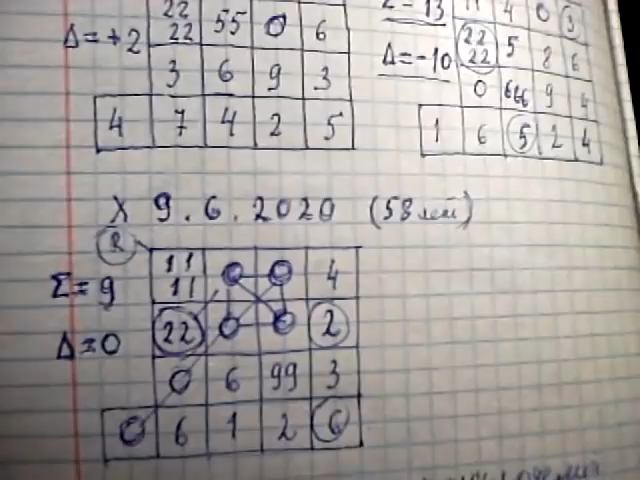 22
Δ=+2 22 55 0 6
3 6 9 3
4 7 4 2 5
Σ=13 11 4 0 3
22
Δ=-10 22 5 8 6
0 666 9 4
1 6 5 2 4
X 9.6.2020 (58 лет)
2
11
Σ=9 11 0 0 4
Δ=0 22 0 0 2
0 6 99 3
0 6 1 2 6